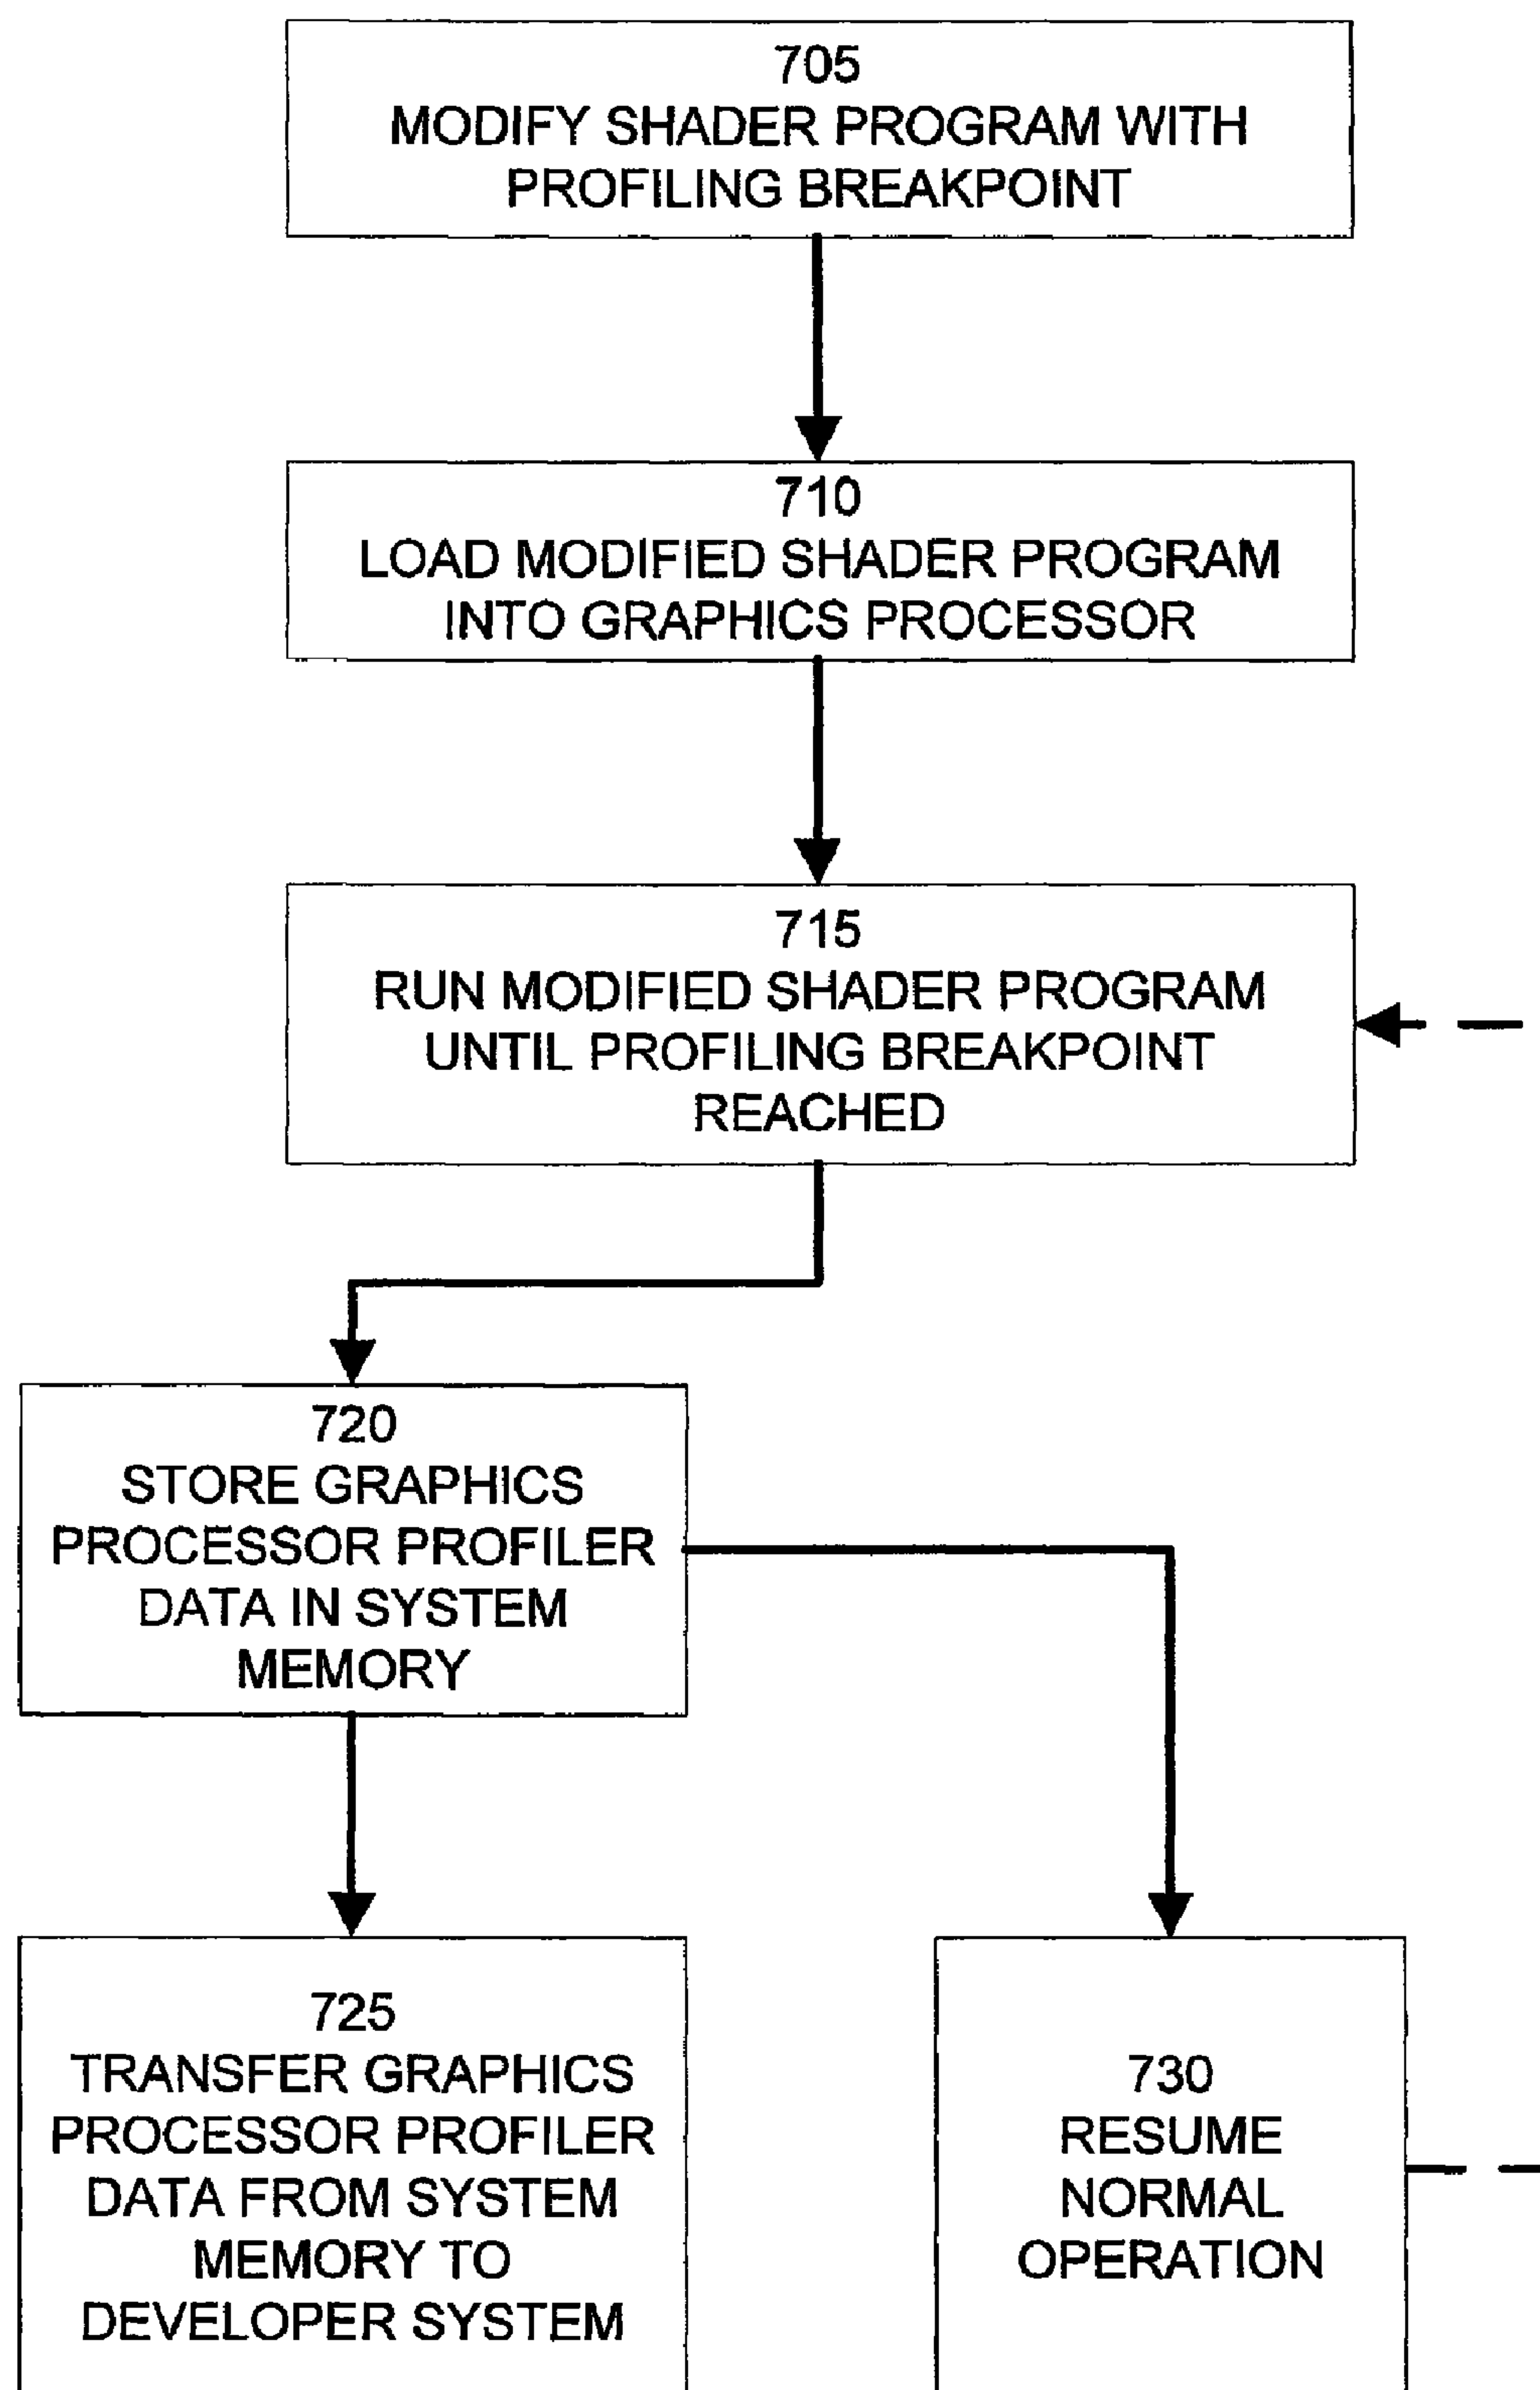 705
MODIFY SHADER PROGRAM WITH
PROFILING BREAKPOINT
710
LOAD MODIFIED SHADER PROGRAM
INTO GRAPHICS PROCESSOR
715
RUN MODIFIED SHADER PROGRAM
UNTIL PROFILING BREAKPOINT
REACHED
720
STORE GRAPHICS
PROCESSOR PROFILER
DATA IN SYSTEM
MEMORY
725
TRANSFER GRAPHICS
PROCESSOR PROFILER
DATA FROM SYSTEM
MEMORY TO
DEVELOPER SYSTEM
730
RESUME
NORMAL
OPERATION